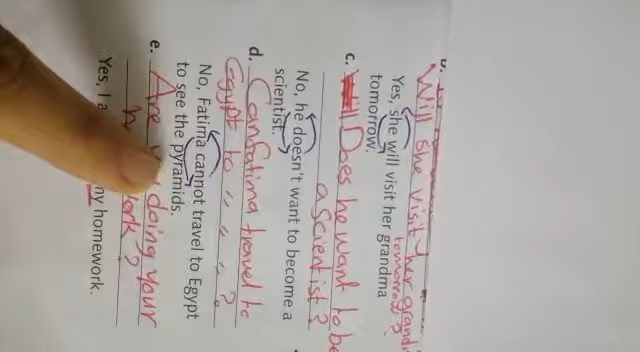 b.
Will she visit her grand
tomorrow?
Yes, she will visit her grandma
tomorrow.
c. Does he want to be
a scientist?
No, he doesn't want to become a
scientist.
d. Can fatima travel to
Egypt to " " " ?
No, Fatima cannot travel to Egypt
to see the pyramids.
e. Are doing your
?
Yes, I my homework.